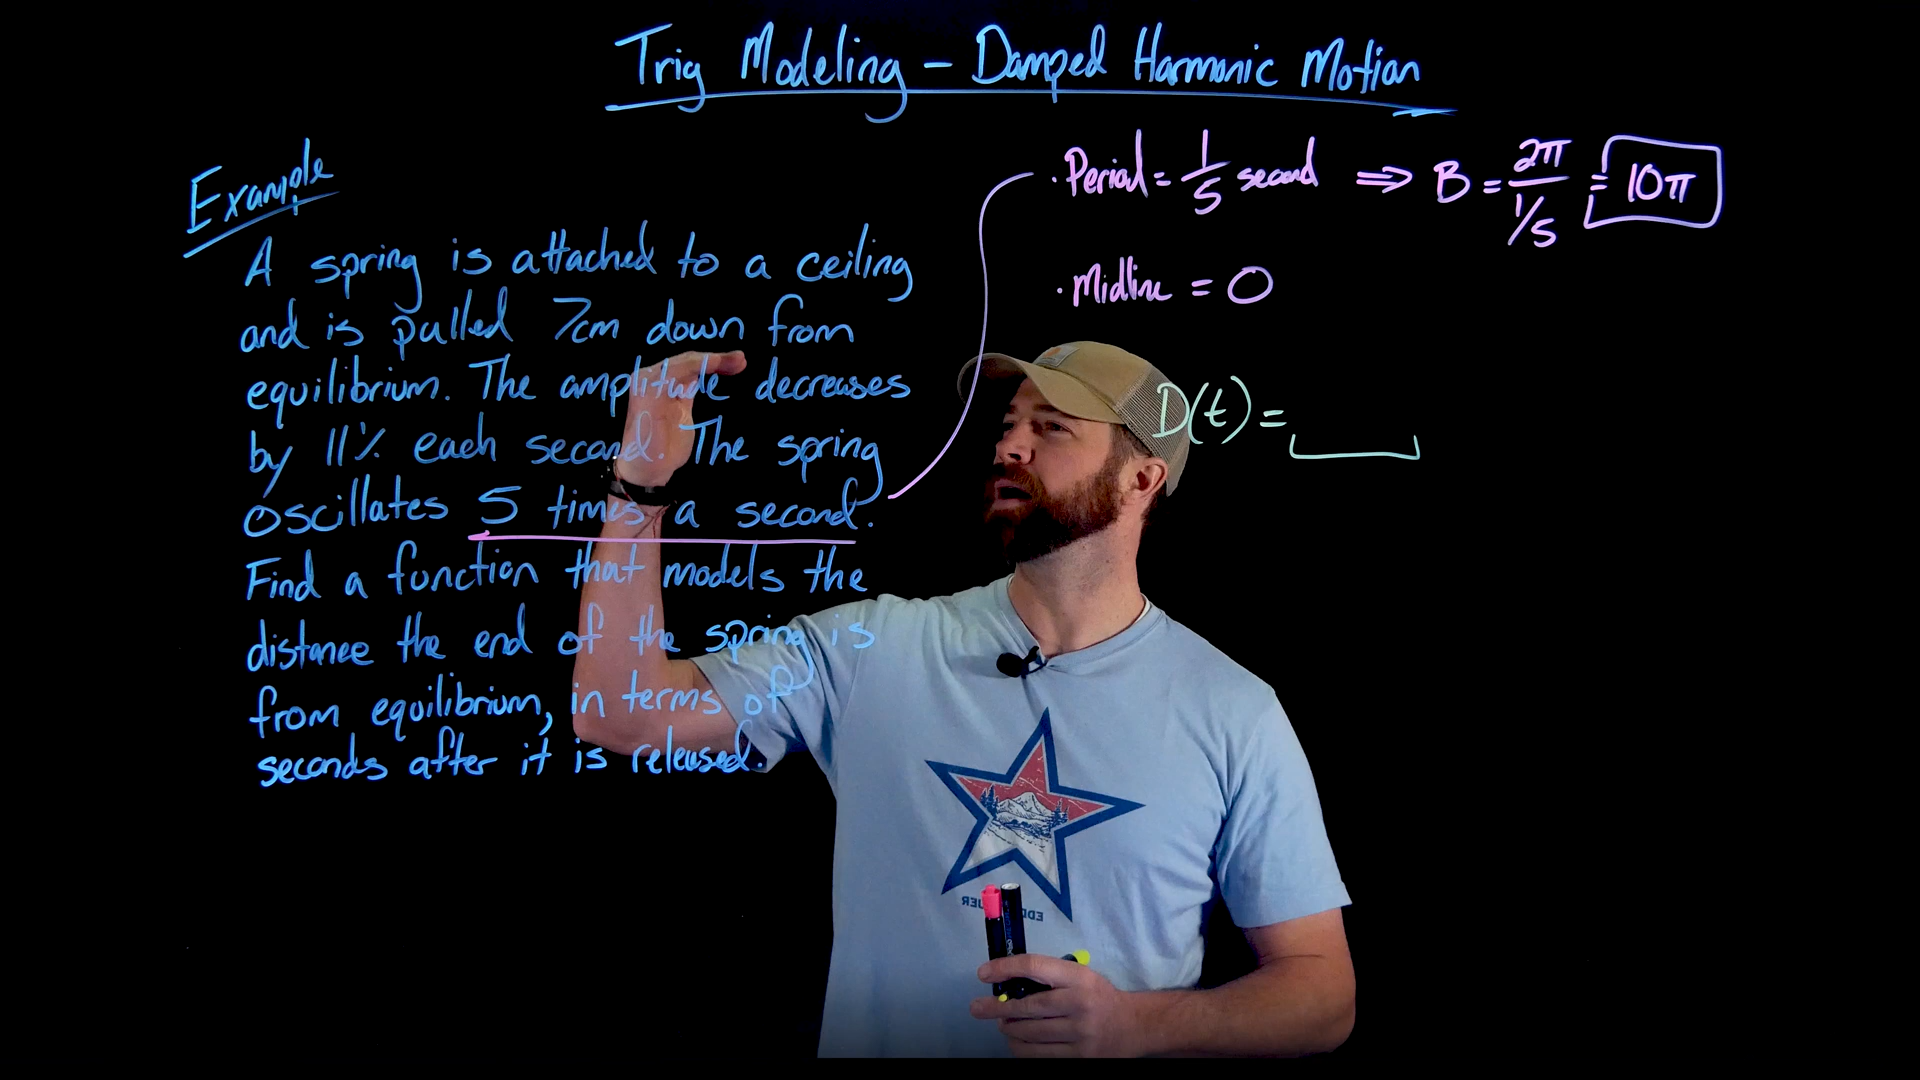 Trig Modeling - Damped Harmonic Motion
Example
A spring is attached to a ceiling
and is pulled 7cm down from
equilibrium. The amplitude decreases
by 11% each second. The spring
oscillates 5 times a second.
Find a function that models the
distance the end of the spring is
from equilibrium, in terms of
seconds after it is released.
· Period = 1/5 second ⇒ B = 2π / 1/5 = 10π
· Midline = 0
D(t) =